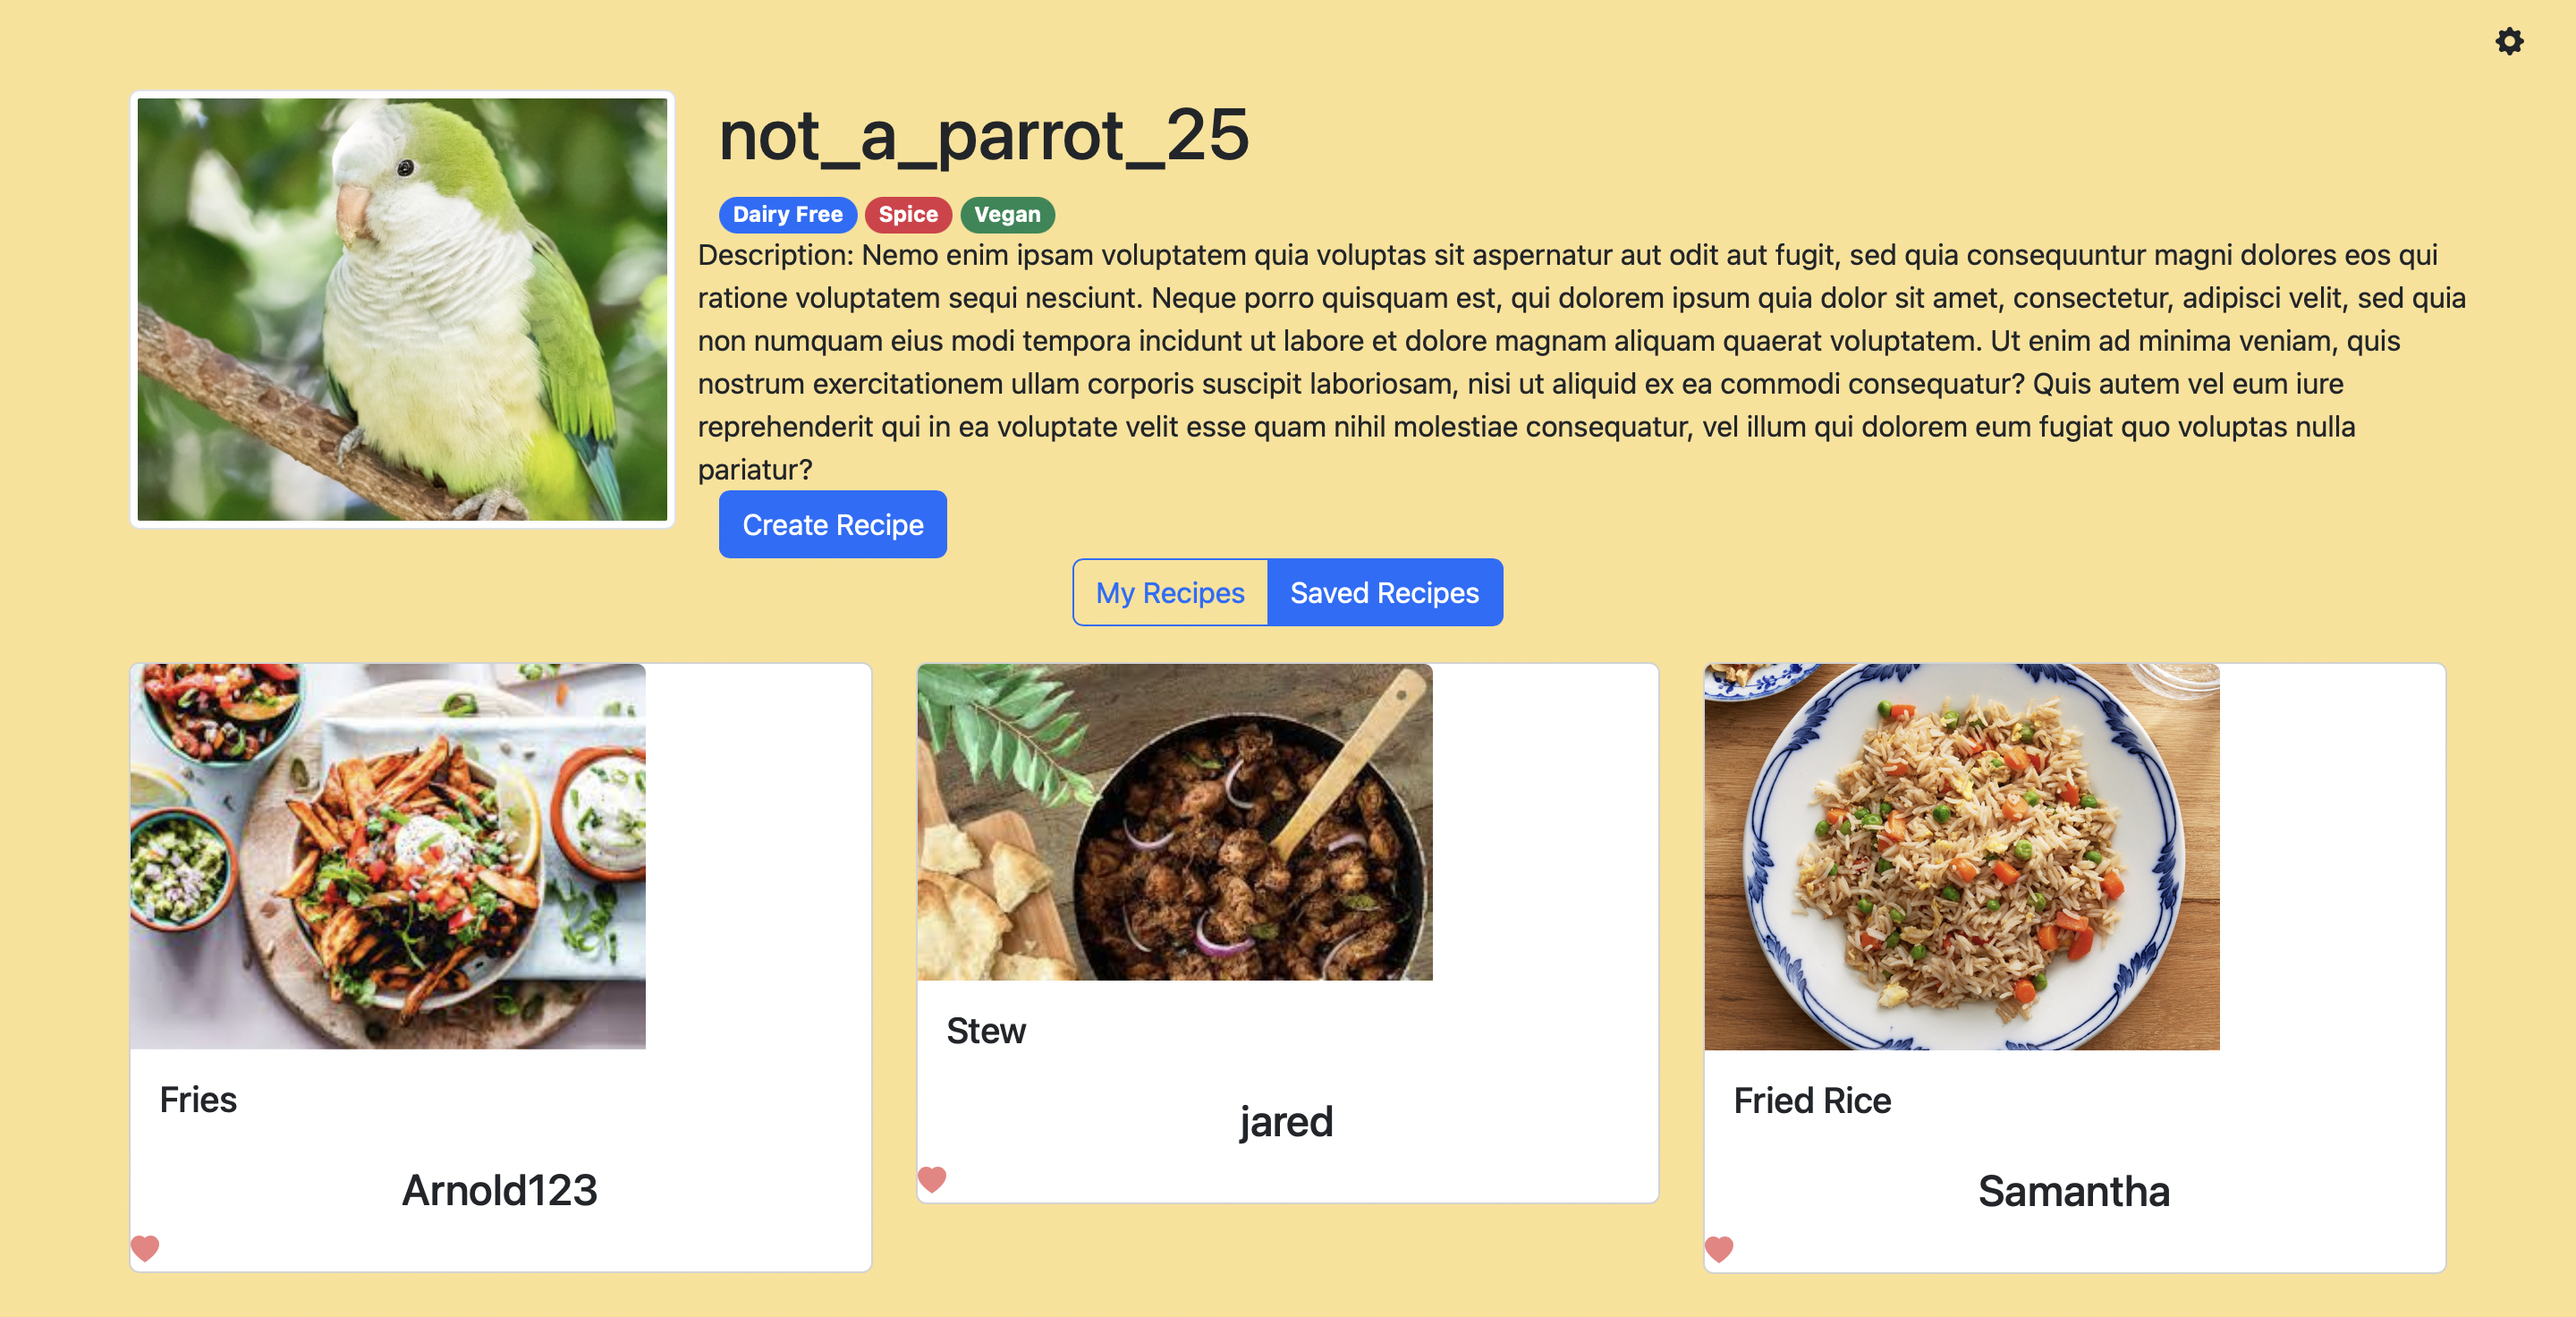 not_a_parrot_25
Dairy Free Spice Vegan
Description: Nemo enim ipsam voluptatem quia voluptas sit aspernatur aut odit aut fugit, sed quia consequuntur magni dolores eos qui
ratione voluptatem sequi nesciunt. Neque porro quisquam est, qui dolorem ipsum quia dolor sit amet, consectetur, adipisci velit, sed quia
non numquam eius modi tempora incidunt ut labore et dolore magnam aliquam quaerat voluptatem. Ut enim ad minima veniam, quis
nostrum exercitationem ullam corporis suscipit laboriosam, nisi ut aliquid ex ea commodi consequatur? Quis autem vel eum iure
reprehenderit qui in ea voluptate velit esse quam nihil molestiae consequatur, vel illum qui dolorem eum fugiat quo voluptas nulla
pariatur?
Create Recipe
My Recipes Saved Recipes
Fries
Arnold123
Stew
jared
Fried Rice
Samantha